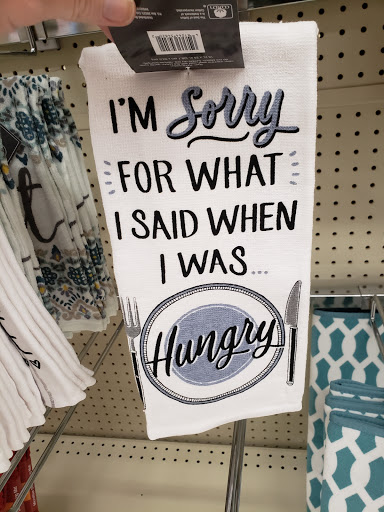 I'M Sorry
FOR WHAT
I SAID WHEN
I WAS...
Hungry